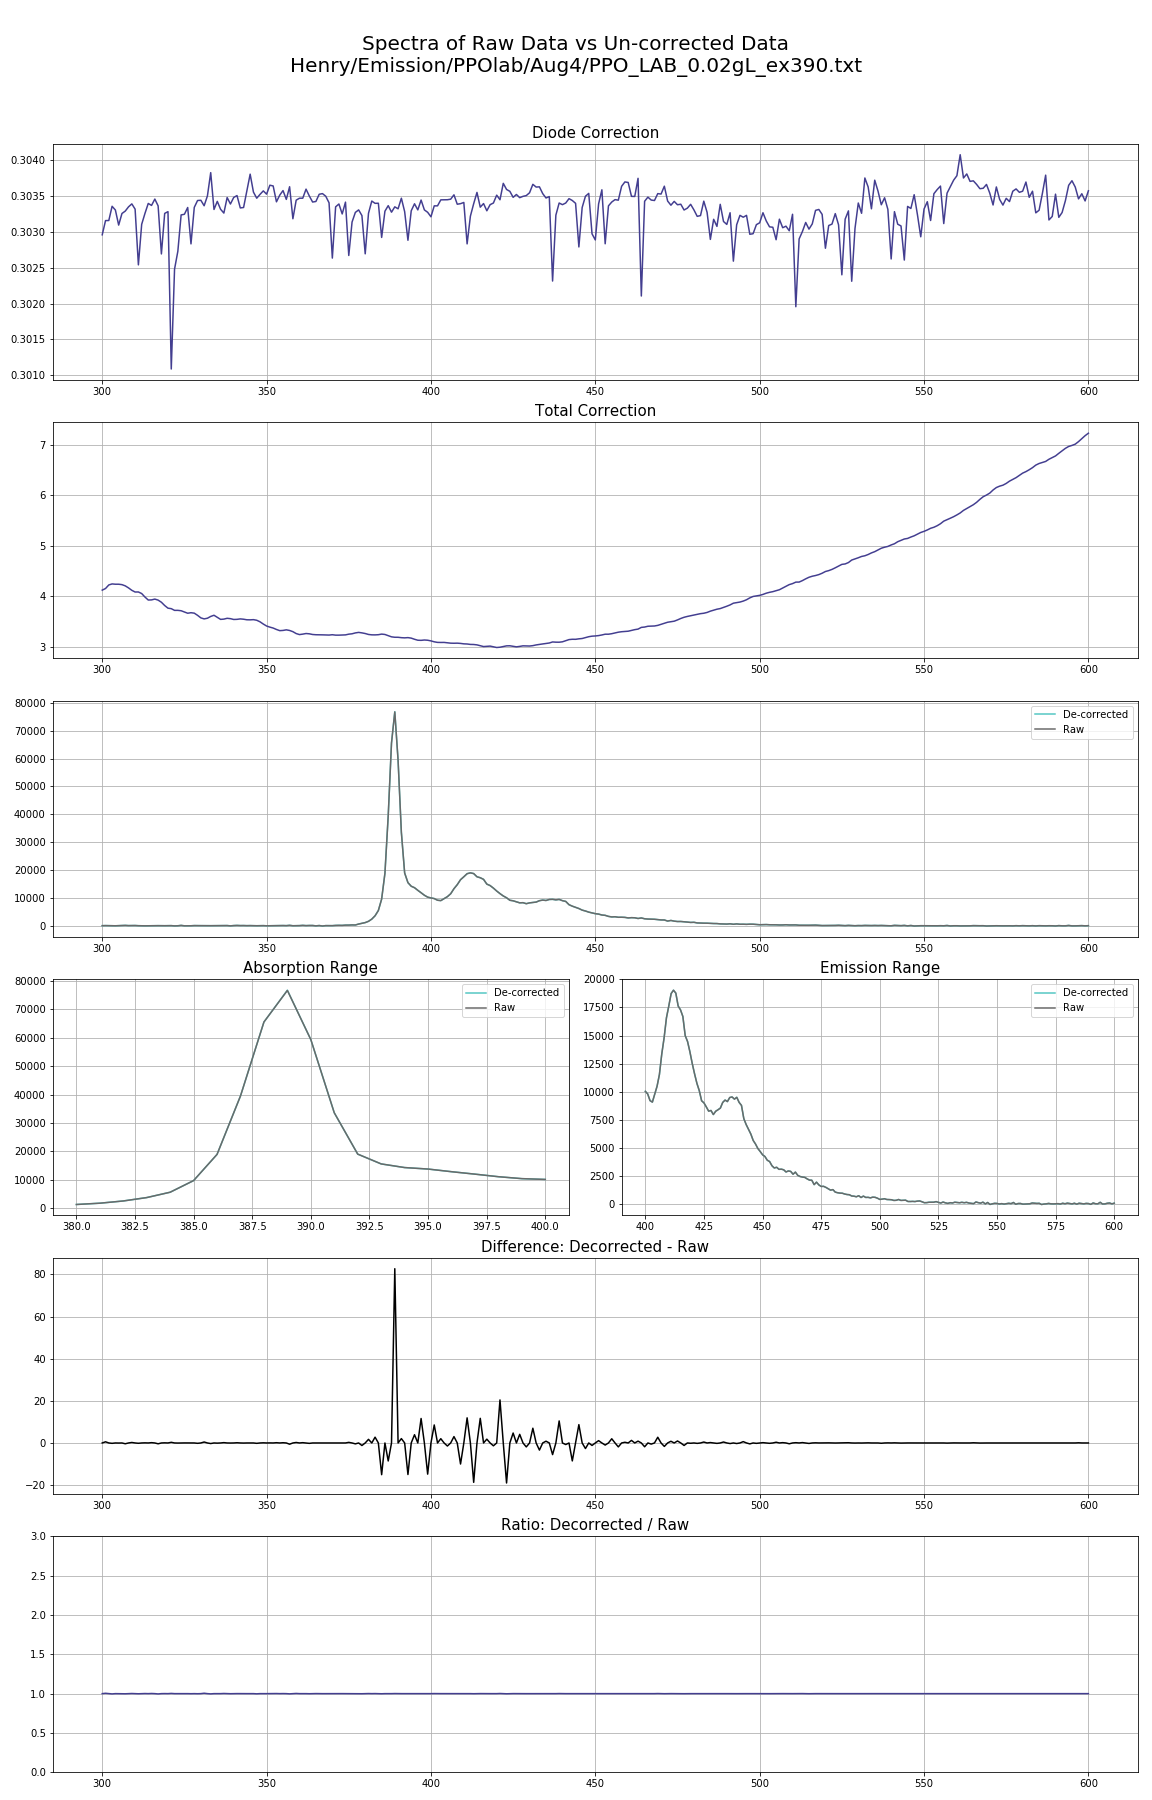 Spectra of Raw Data vs Un-corrected Data
Henry/Emission/PPOlab/Aug4/PPO_LAB_0.02gL_ex390.txt
Diode Correction
0.3040
0.3035
0.3030
0.3025
0.3020
0.3015
0.3010
300 350 400 450 500 550 600
Total Correction
7
6
5
4
3
300 350 400 450 500 550 600
80000
70000
60000
50000
40000
30000
20000
10000
0
De-corrected
Raw
300 350 400 450 500 550 600
Absorption Range
80000
70000
60000
50000
40000
30000
20000
10000
0
De-corrected
Raw
380.0 382.5 385.0 387.5 390.0 392.5 395.0 397.5 400.0
Emission Range
20000
17500
15000
12500
10000
7500
5000
2500
0
De-corrected
Raw
400 425 450 475 500 525 550 575 600
Difference: Decorrected - Raw
80
60
40
20
0
−20
300 350 400 450 500 550 600
Ratio: Decorrected / Raw
3.0
2.5
2.0
1.5
1.0
0.5
0.0
300 350 400 450 500 550 600